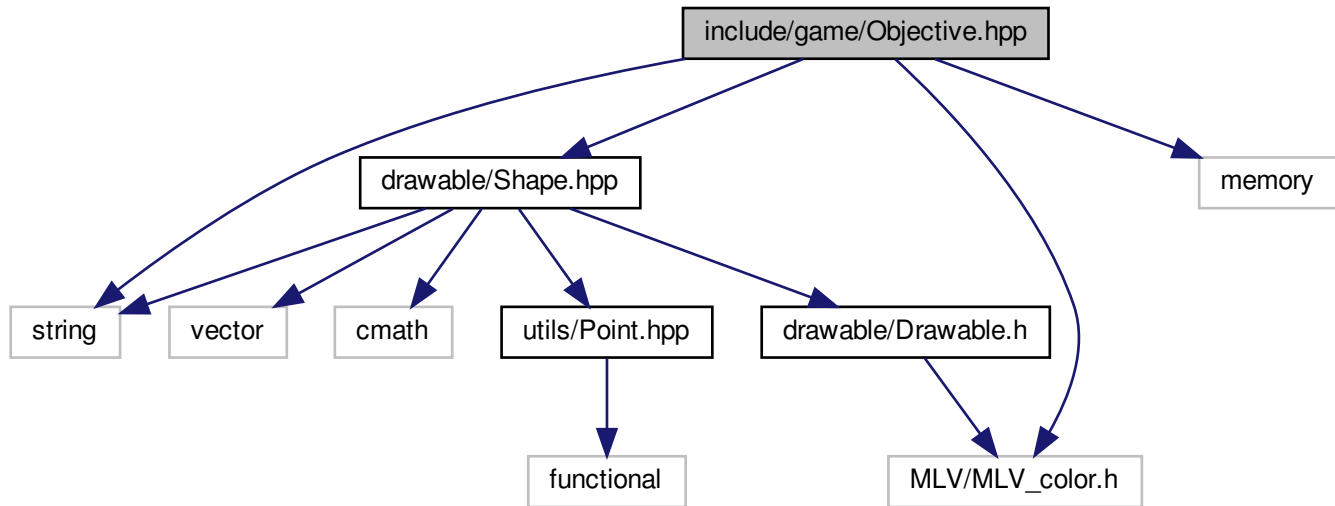 include/game/Objective.hpp
drawable/Shape.hpp
memory
string
vector
cmath
utils/Point.hpp
drawable/Drawable.h
functional
MLV/MLV_color.h